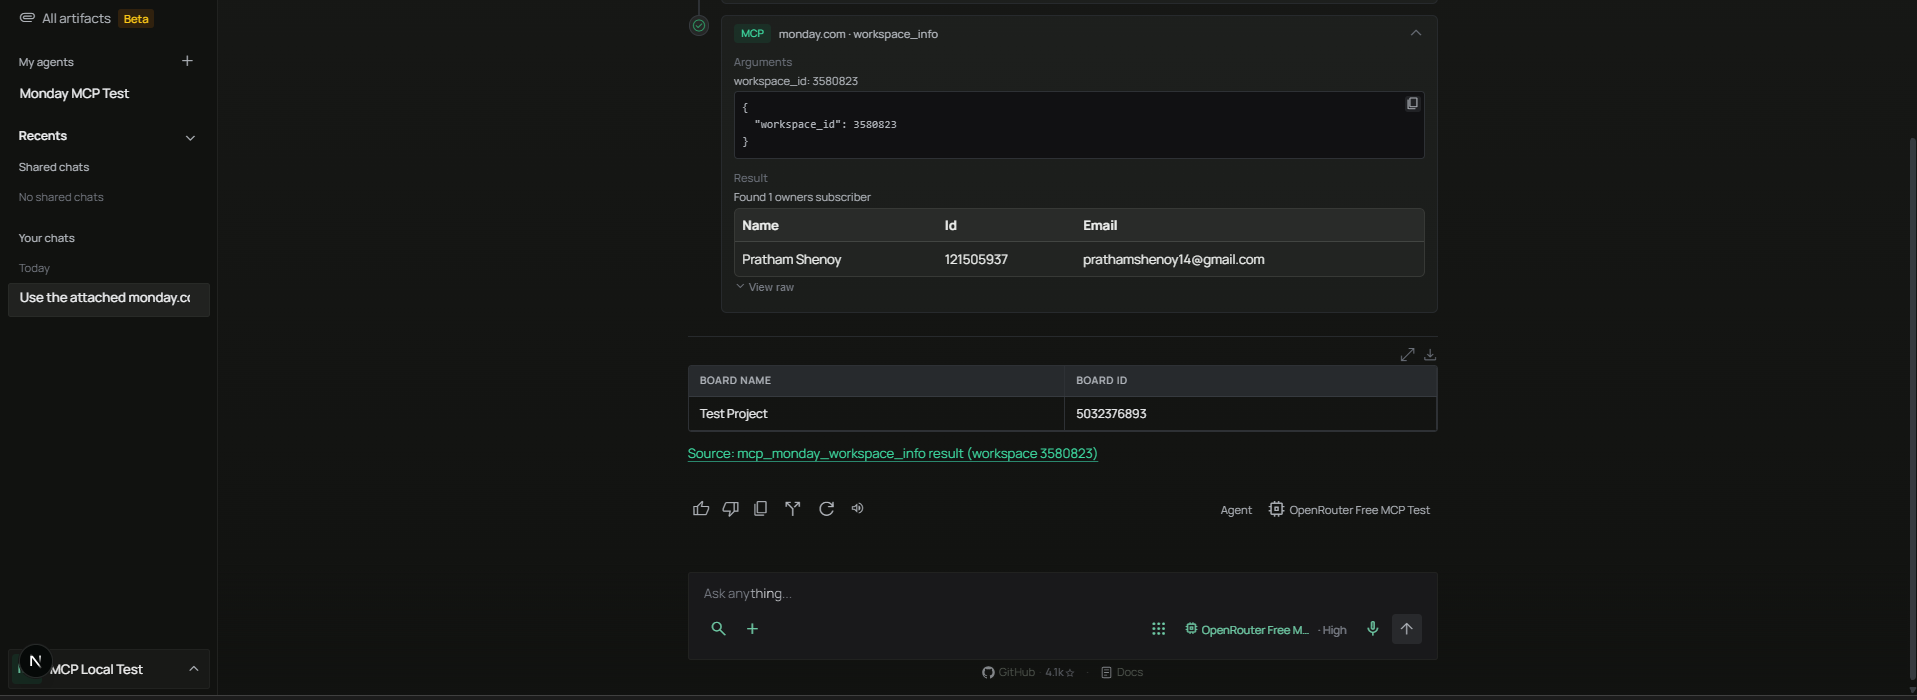 All artifacts Beta
My agents
Monday MCP Test
Recents
Shared chats
No shared chats
Your chats
Today
Use the attached monday.cc
N MCP Local Test
MCP monday.com · workspace_info
Arguments
workspace_id: 3580823
{
"workspace_id": 3580823
}
Result
Found 1 owners subscriber
Name Id Email
Pratham Shenoy 121505937 prathamshenoy14@gmail.com
View raw
BOARD NAME BOARD ID
Test Project 5032376893
Source: mcp_monday_workspace_info result (workspace 3580823)
Agent OpenRouter Free MCP Test
Ask anything...
OpenRouter Free M... · High
GitHub · 4.1k☆ · Docs